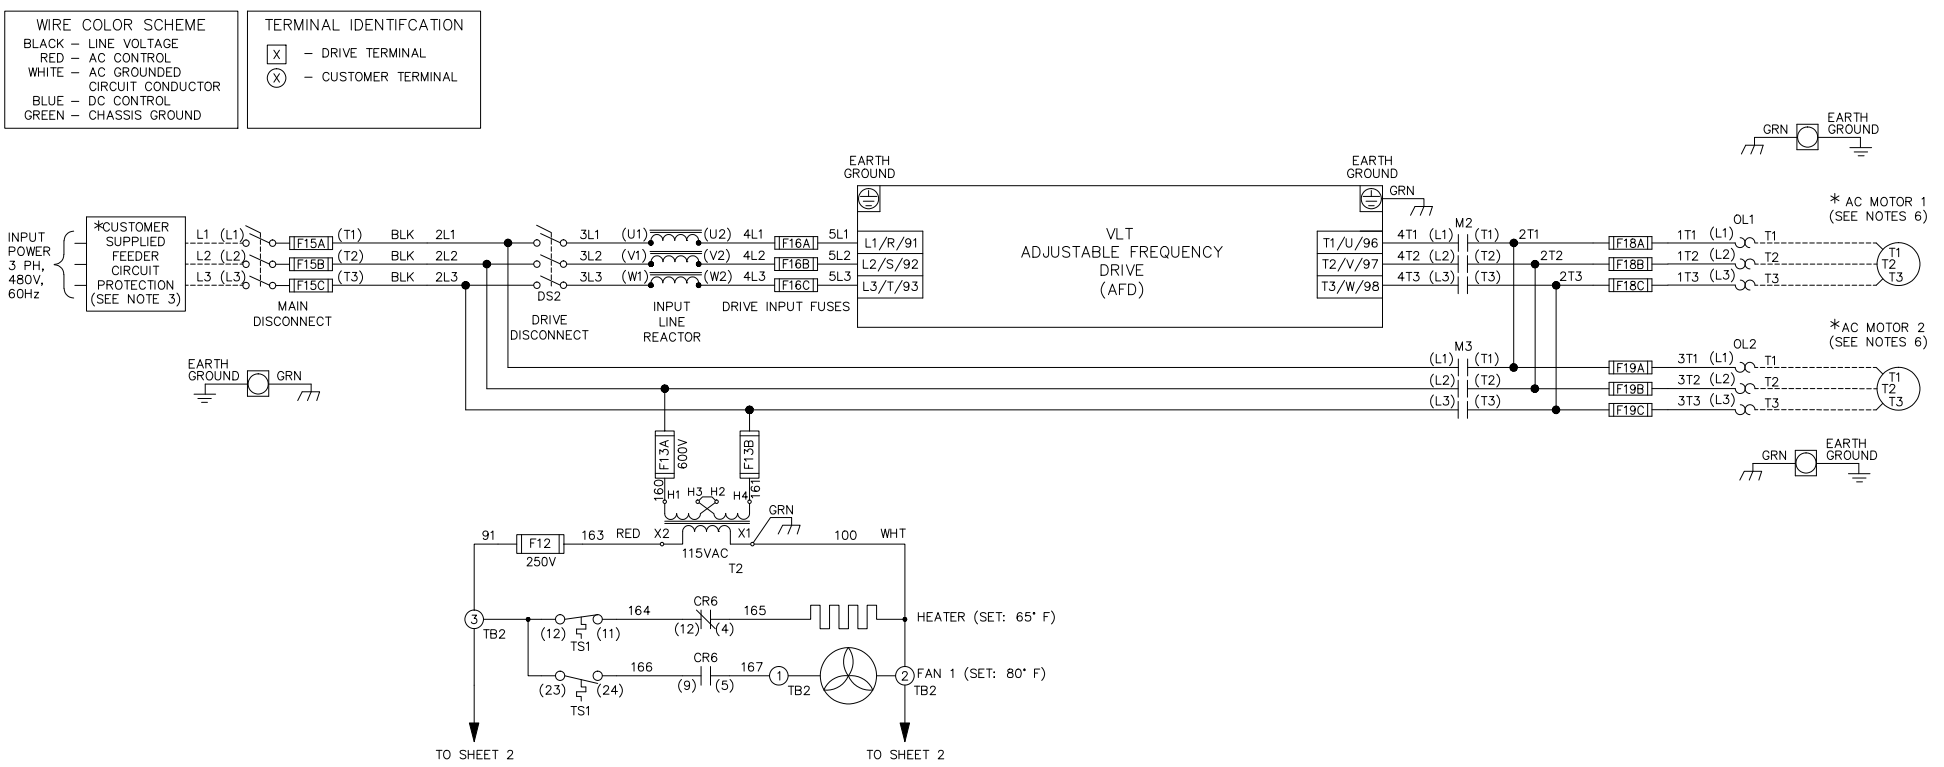 WIRE COLOR SCHEME
BLACK – LINE VOLTAGE
RED – AC CONTROL
WHITE – AC GROUNDED
CIRCUIT CONDUCTOR
BLUE – DC CONTROL
GREEN – CHASSIS GROUND
TERMINAL IDENTIFCATION
X – DRIVE TERMINAL
X – CUSTOMER TERMINAL
GRN
EARTH
GROUND
EARTH
GROUND
EARTH
GROUND
GRN
INPUT
POWER
3 PH,
480V,
60Hz
*CUSTOMER
SUPPLIED
FEEDER
CIRCUIT
PROTECTION
(SEE NOTE 3)
L1 (L1) F15A (T1) BLK 2L1 3L1 (U1) (U2) 4L1 F16A 5L1 L1/R/91
L2 (L2) F15B (T2) BLK 2L2 3L2 (V1) (V2) 4L2 F16B 5L2 L2/S/92
L3 (L3) F15C (T3) BLK 2L3 3L3 (W1) (W2) 4L3 F16C 5L3 L3/T/93
MAIN
DISCONNECT
DS2
DRIVE
DISCONNECT
INPUT
LINE
REACTOR
DRIVE INPUT FUSES
VLT
ADJUSTABLE FREQUENCY
DRIVE
(AFD)
M2
OL1
* AC MOTOR 1
(SEE NOTES 6)
T1/U/96 4T1 (L1) (T1) 2T1 F18A 1T1 (L1) T1 T1
T2/V/97 4T2 (L2) (T2) 2T2 F18B 1T2 (L2) T2 T2
T3/W/98 4T3 (L3) (T3) 2T3 F18C 1T3 (L3) T3 T3
M3
OL2
*AC MOTOR 2
(SEE NOTES 6)
(L1) (T1) F19A 3T1 (L1) T1 T1
(L2) (T2) F19B 3T2 (L2) T2 T2
(L3) (T3) F19C 3T3 (L3) T3 T3
EARTH
GROUND
GRN
GRN
EARTH
GROUND
F13A
600V
F13B
160
H1
H3
H2
H4
161
GRN
91 F12 163 RED X2 X1 100 WHT
250V
115VAC
T2
3
TB2
164
CR6
165
(12)
(11)
(12)
(4)
TS1
HEATER (SET: 65° F)
166
CR6
167
1
TB2
2
TB2
FAN 1 (SET: 80° F)
(23)
(24)
(9)
(5)
TS1
TO SHEET 2
TO SHEET 2